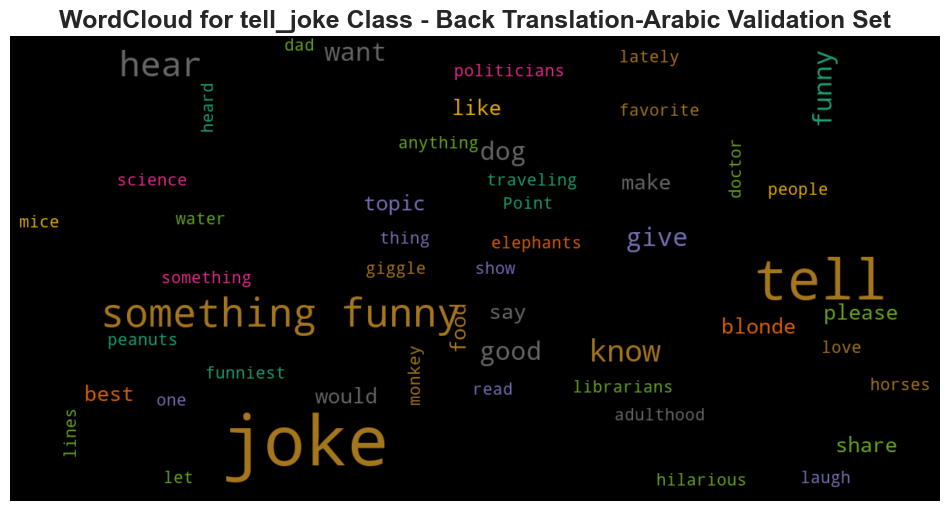 WordCloud for tell_joke Class - Back Translation-Arabic Validation Set
dad
want
hear
lately
politicians
funny
heard
like
favorite
anything
dog
doctor
science
traveling
make
people
topic
Point
mice
water
thing
elephants
give
giggle
show
something
tell
something funny
food
say
please
blonde
peanuts
good
know
love
monkey
funniest
read
librarians
horses
best
one
would
lines
joke
adulthood
share
let
hilarious
laugh